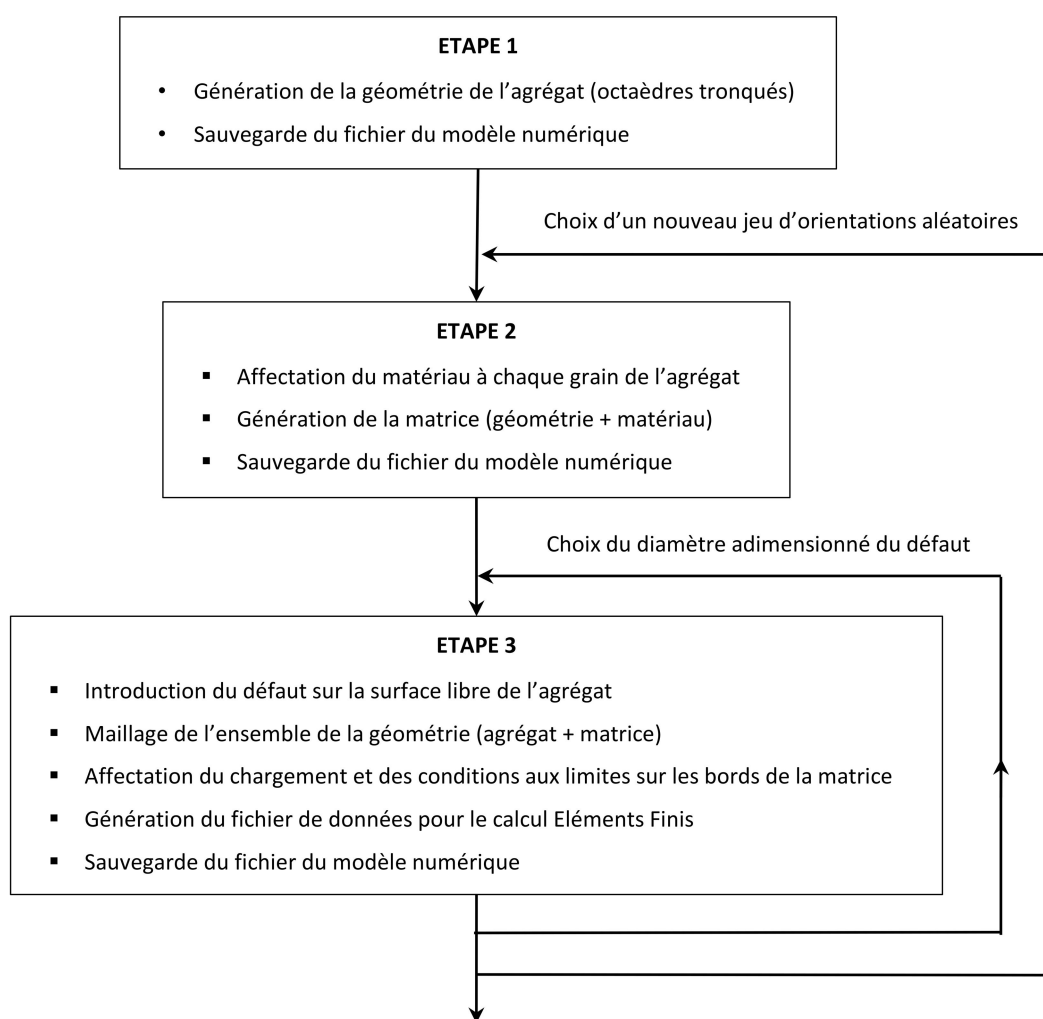 ETAPE 1
• Génération de la géométrie de l’agrégat (octaèdres tronqués)
• Sauvegarde du fichier du modèle numérique
Choix d’un nouveau jeu d’orientations aléatoires
ETAPE 2
▪ Affectation du matériau à chaque grain de l’agrégat
▪ Génération de la matrice (géométrie + matériau)
▪ Sauvegarde du fichier du modèle numérique
Choix du diamètre adimensionné du défaut
ETAPE 3
▪ Introduction du défaut sur la surface libre de l’agrégat
▪ Maillage de l’ensemble de la géométrie (agrégat + matrice)
▪ Affectation du chargement et des conditions aux limites sur les bords de la matrice
▪ Génération du fichier de données pour le calcul Eléments Finis
▪ Sauvegarde du fichier du modèle numérique